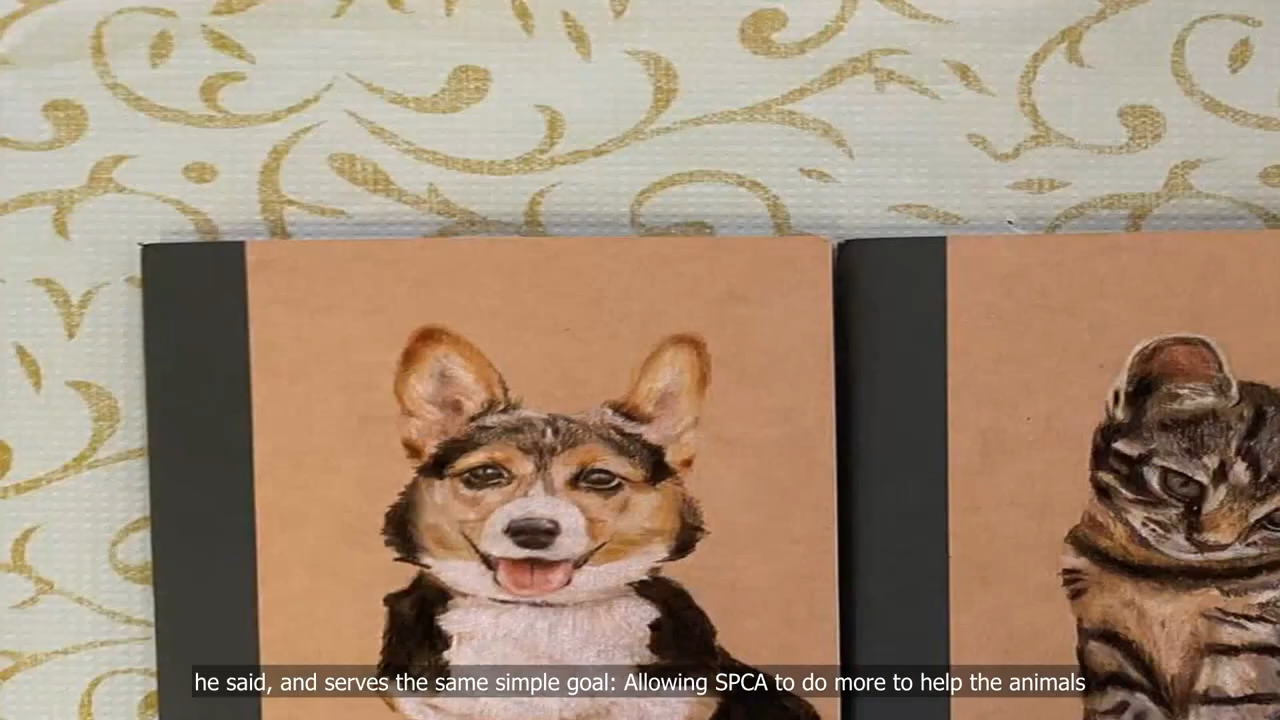 he said, and serves the same simple goal: Allowing SPCA to do more to help the animals